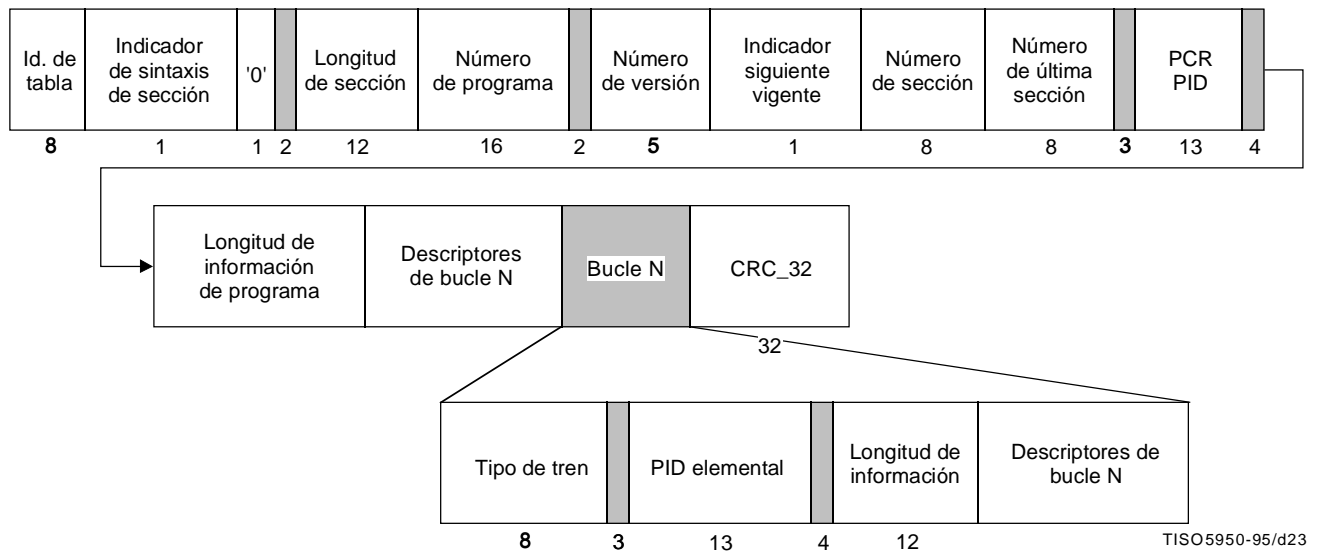 Id. de
tabla
Indicador
de sintaxis
de sección
'0'
Longitud
de sección
Número
de programa
Número
de versión
Indicador
siguiente
vigente
Número
de sección
Número
de última
sección
PCR
PID
8 1 1 2 12 16 2 5 1 8 8 3 13 4
Longitud de
información
de programa
Descriptores
de bucle N
Bucle N
CRC_32
32
Tipo de tren
PID elemental
Longitud de
información
Descriptores de
bucle N
8 3 13 4 12
TISO5950-95/d23